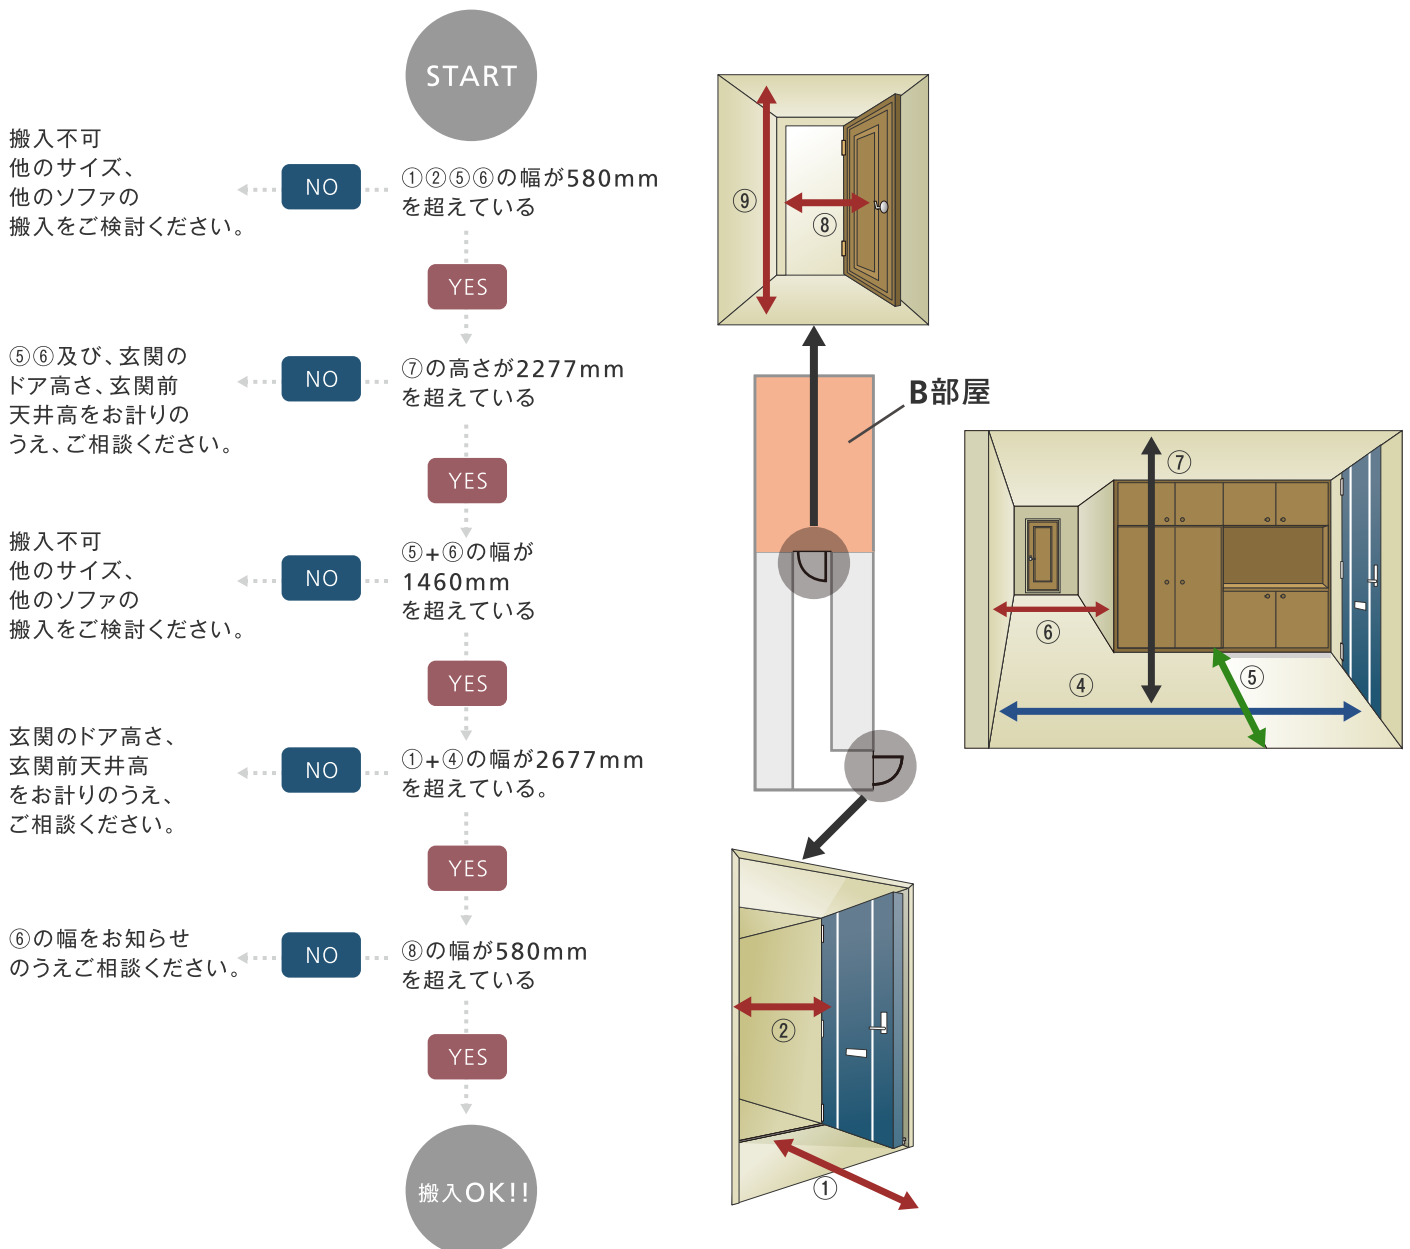 START
①②⑤⑥の幅が580mm
を超えている
NO
搬入不可
他のサイズ、
他のソファの
搬入をご検討ください。
YES
⑦の高さが2277mm
を超えている
NO
⑤⑥及び、玄関の
ドア高さ、玄関前
天井高をお計りの
うえ、ご相談ください。
YES
⑤+⑥の幅が
1460mm
を超えている
NO
搬入不可
他のサイズ、
他のソファの
搬入をご検討ください。
YES
①+④の幅が2677mm
を超えている。
NO
玄関のドア高さ、
玄関前天井高
をお計りのうえ、
ご相談ください。
YES
⑧の幅が580mm
を超えている
NO
⑥の幅をお知らせ
のうえご相談ください。
YES
搬入OK!!
⑨
⑧
B部屋
⑦
⑥
④
⑤
②
①